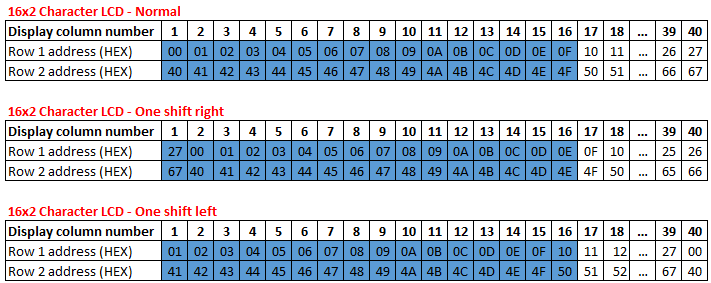 16x2 Character LCD - Normal
Display column number 1 2 3 4 5 6 7 8 9 10 11 12 13 14 15 16 17 18 ... 39 40
Row 1 address (HEX) 00 01 02 03 04 05 06 07 08 09 0A 0B 0C 0D 0E 0F 10 11 ... 26 27
Row 2 address (HEX) 40 41 42 43 44 45 46 47 48 49 4A 4B 4C 4D 4E 4F 50 51 ... 66 67
16x2 Character LCD - One shift right
Display column number 1 2 3 4 5 6 7 8 9 10 11 12 13 14 15 16 17 18 ... 39 40
Row 1 address (HEX) 27 00 01 02 03 04 05 06 07 08 09 0A 0B 0C 0D 0E 0F 10 ... 25 26
Row 2 address (HEX) 67 40 41 42 43 44 45 46 47 48 49 4A 4B 4C 4D 4E 4F 50 ... 65 66
16x2 Character LCD - One shift left
Display column number 1 2 3 4 5 6 7 8 9 10 11 12 13 14 15 16 17 18 ... 39 40
Row 1 address (HEX) 01 02 03 04 05 06 07 08 09 0A 0B 0C 0D 0E 0F 10 11 12 ... 27 00
Row 2 address (HEX) 41 42 43 44 45 46 47 48 49 4A 4B 4C 4D 4E 4F 50 51 52 ... 67 40